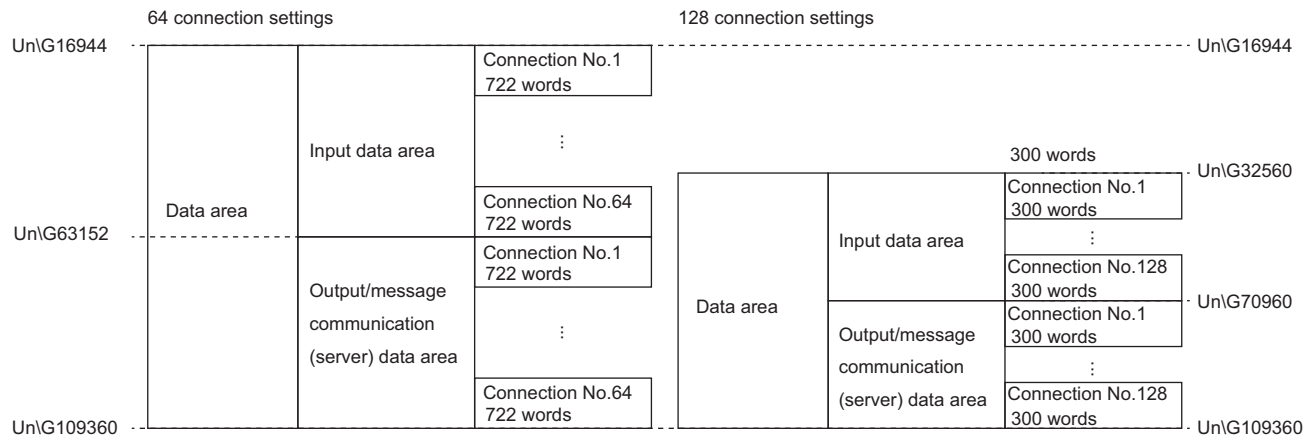 64 connection settings
128 connection settings
Un\G16944
Connection No.1
722 words
⋮
Input data area
Connection No.64
722 words
Data area
Un\G63152
Connection No.1
722 words
Output/message
communication
(server) data area
⋮
Connection No.64
722 words
Un\G109360
Un\G16944
300 words
Un\G32560
Connection No.1
300 words
⋮
Input data area
Connection No.128
300 words
Data area
Un\G70960
Connection No.1
300 words
Output/message
communication
(server) data area
⋮
Connection No.128
300 words
Un\G109360